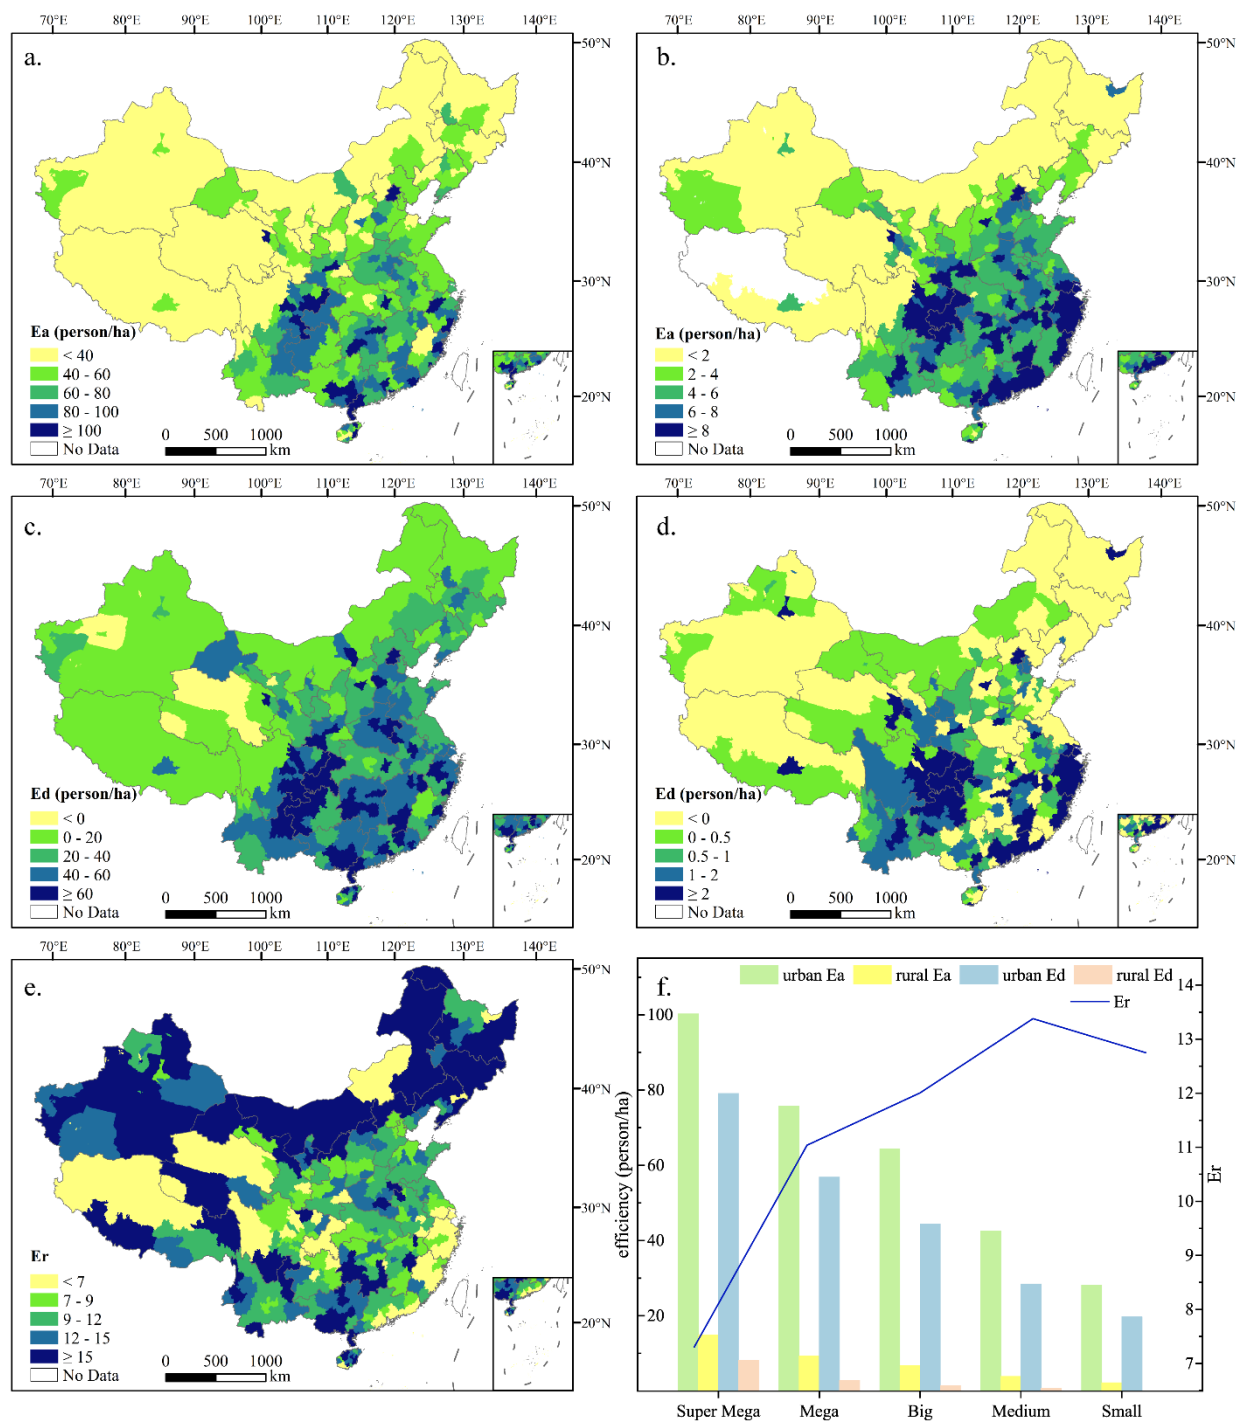 70°E 80°E 90°E 100°E 110°E 120°E 130°E 140°E
a.
50°N
40°N
30°N
20°N
Ea (person/ha)
< 40
40 - 60
60 - 80
80 - 100
≥ 100
No Data
0 500 1000
km
70°E 80°E 90°E 100°E 110°E 120°E 130°E 140°E
b.
50°N
40°N
30°N
20°N
Ea (person/ha)
< 2
2 - 4
4 - 6
6 - 8
≥ 8
No Data
0 500 1000
km
70°E 80°E 90°E 100°E 110°E 120°E 130°E 140°E
c.
50°N
40°N
30°N
20°N
Ed (person/ha)
< 0
0 - 20
20 - 40
40 - 60
≥ 60
No Data
0 500 1000
km
70°E 80°E 90°E 100°E 110°E 120°E 130°E 140°E
d.
50°N
40°N
30°N
20°N
Ed (person/ha)
< 0
0 - 0.5
0.5 - 1
1 - 2
≥ 2
No Data
0 500 1000
km
70°E 80°E 90°E 100°E 110°E 120°E 130°E 140°E
e.
50°N
40°N
30°N
20°N
Er
< 7
7 - 9
9 - 12
12 - 15
≥ 15
No Data
0 500 1000
km
f.
urban Ea rural Ea urban Ed rural Ed
Er
efficiency (person/ha)
100
80
60
40
20
14
13
12
11
10
9
8
7
Er
Super Mega Mega Big Medium Small